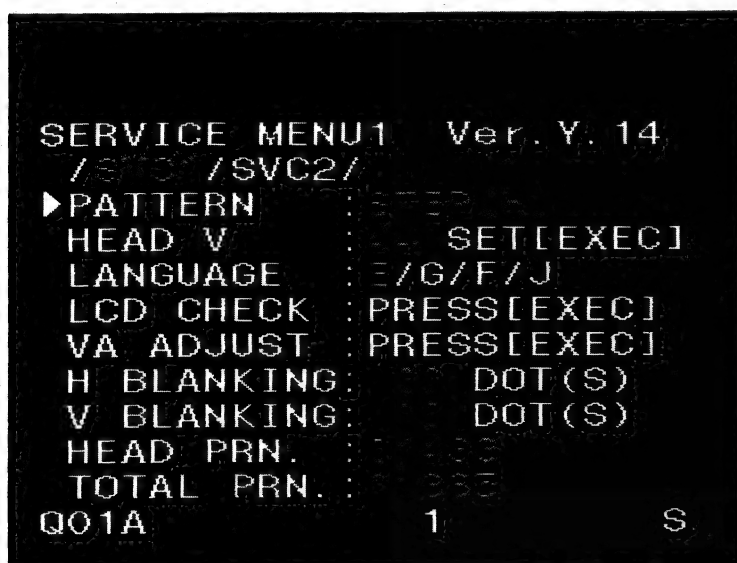 SERVICE MENU1 Ver.Y.14
/ /SVC2/
▶PATTERN :
HEAD V : SET[EXEC]
LANGUAGE : E/G/F/J
LCD CHECK :PRESS[EXEC]
VA ADJUST :PRESS[EXEC]
H BLANKING: DOT(S)
V BLANKING: DOT(S)
HEAD PRN. :
TOTAL PRN.:
Q01A 1 S